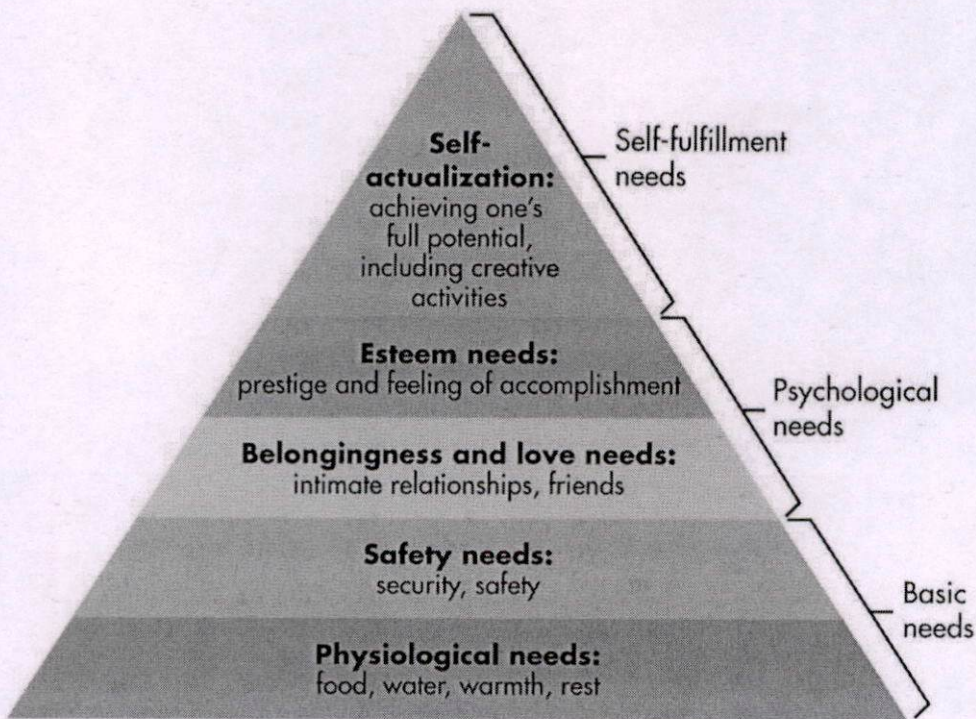 Self-
actualization:
achieving one's
full potential,
including creative
activities
Esteem needs:
prestige and feeling of accomplishment
Belongingness and love needs:
intimate relationships, friends
Safety needs:
security, safety
Physiological needs:
food, water, warmth, rest
Self-fulfillment
needs
Psychological
needs
Basic
needs